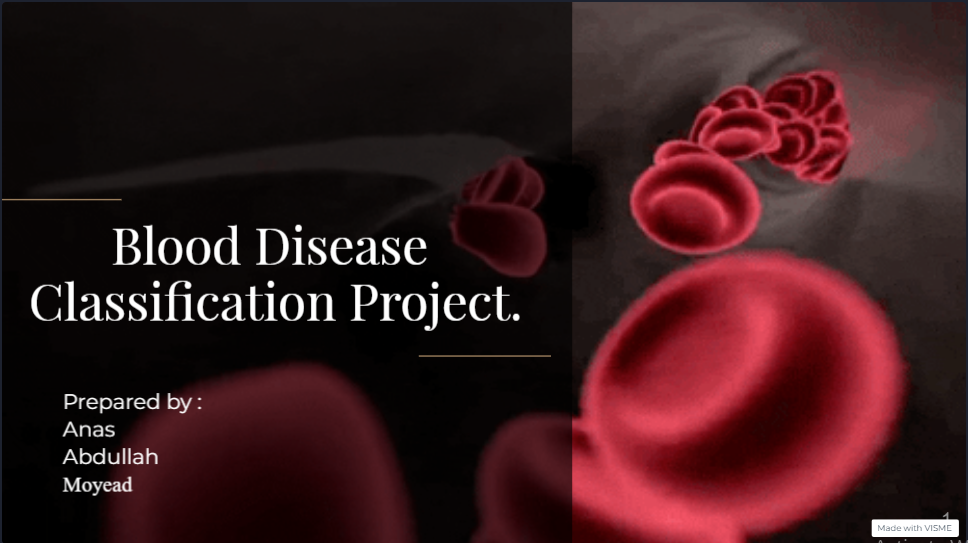 Blood Disease
Classification Project.
Prepared by :
Anas
Abdullah
Moyead
1
Made with VISME